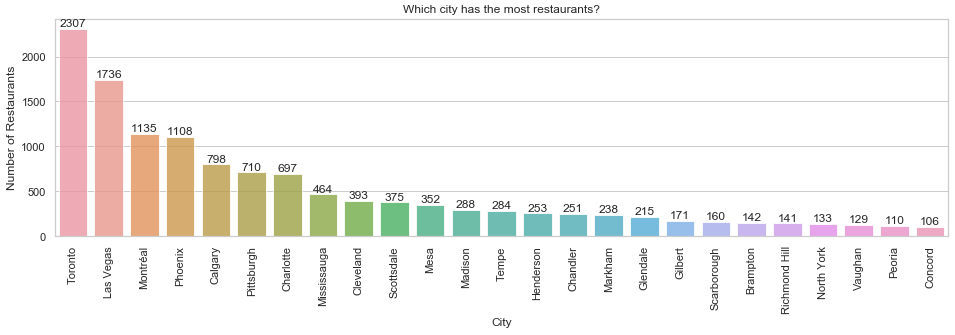 Which city has the most restaurants?
Number of Restaurants
2000
1500
1000
500
0
2307
1736
1135
1108
798
710
697
464
393
375
352
288
284
253
251
238
215
171
160
142
141
133
129
110
106
Toronto
Las Vegas
Montréal
Phoenix
Calgary
Pittsburgh
Charlotte
Mississauga
Cleveland
Scottsdale
Mesa
Madison
Tempe
Henderson
Chandler
Markham
Glendale
Gilbert
Scarborough
Brampton
Richmond Hill
North York
Vaughan
Peoria
Concord
City